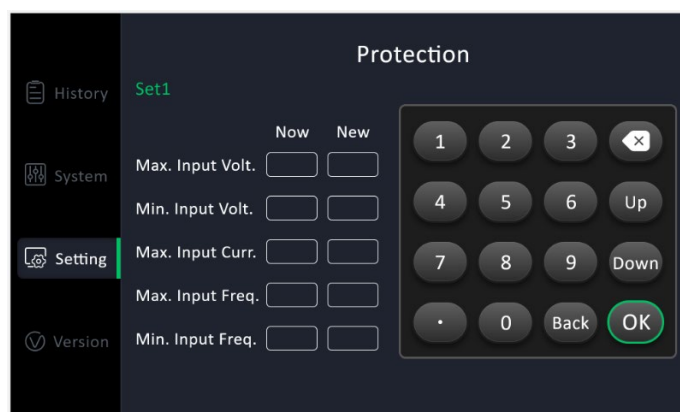 Protection
History
Set1
Now New
1 2 3
Max. Input Volt.
System
Min. Input Volt.
4 5 6 Up
Setting
Max. Input Curr.
7 8 9 Down
Max. Input Freq.
· 0 Back OK
Version
Min. Input Freq.